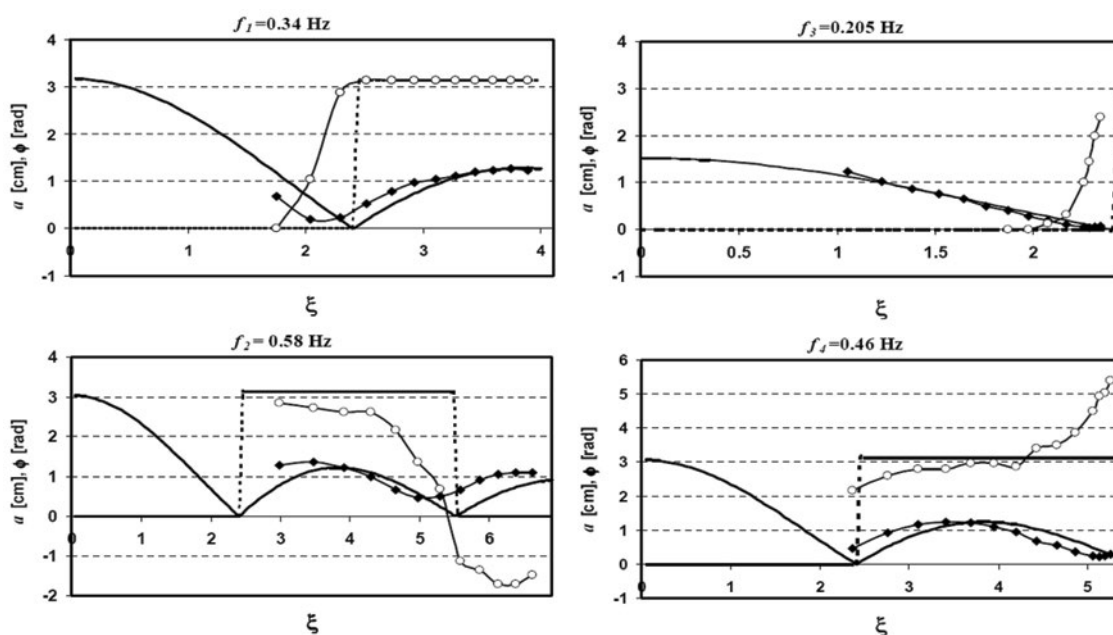 f₁=0.34 Hz
4
3
2
1
0
-1
0 1 2 3 4
a [cm], ϕ [rad]
ξ
f₃=0.205 Hz
4
3
2
1
0
-1
0 0.5 1 1.5 2
a [cm], ϕ [rad]
ξ
f₂= 0.58 Hz
4
3
2
1
0
-1
-2
0 1 2 3 4 5 6
a [cm], ϕ [rad]
ξ
f₄=0.46 Hz
6
5
4
3
2
1
0
-1
0 1 2 3 4 5
a [cm], ϕ [rad]
ξ